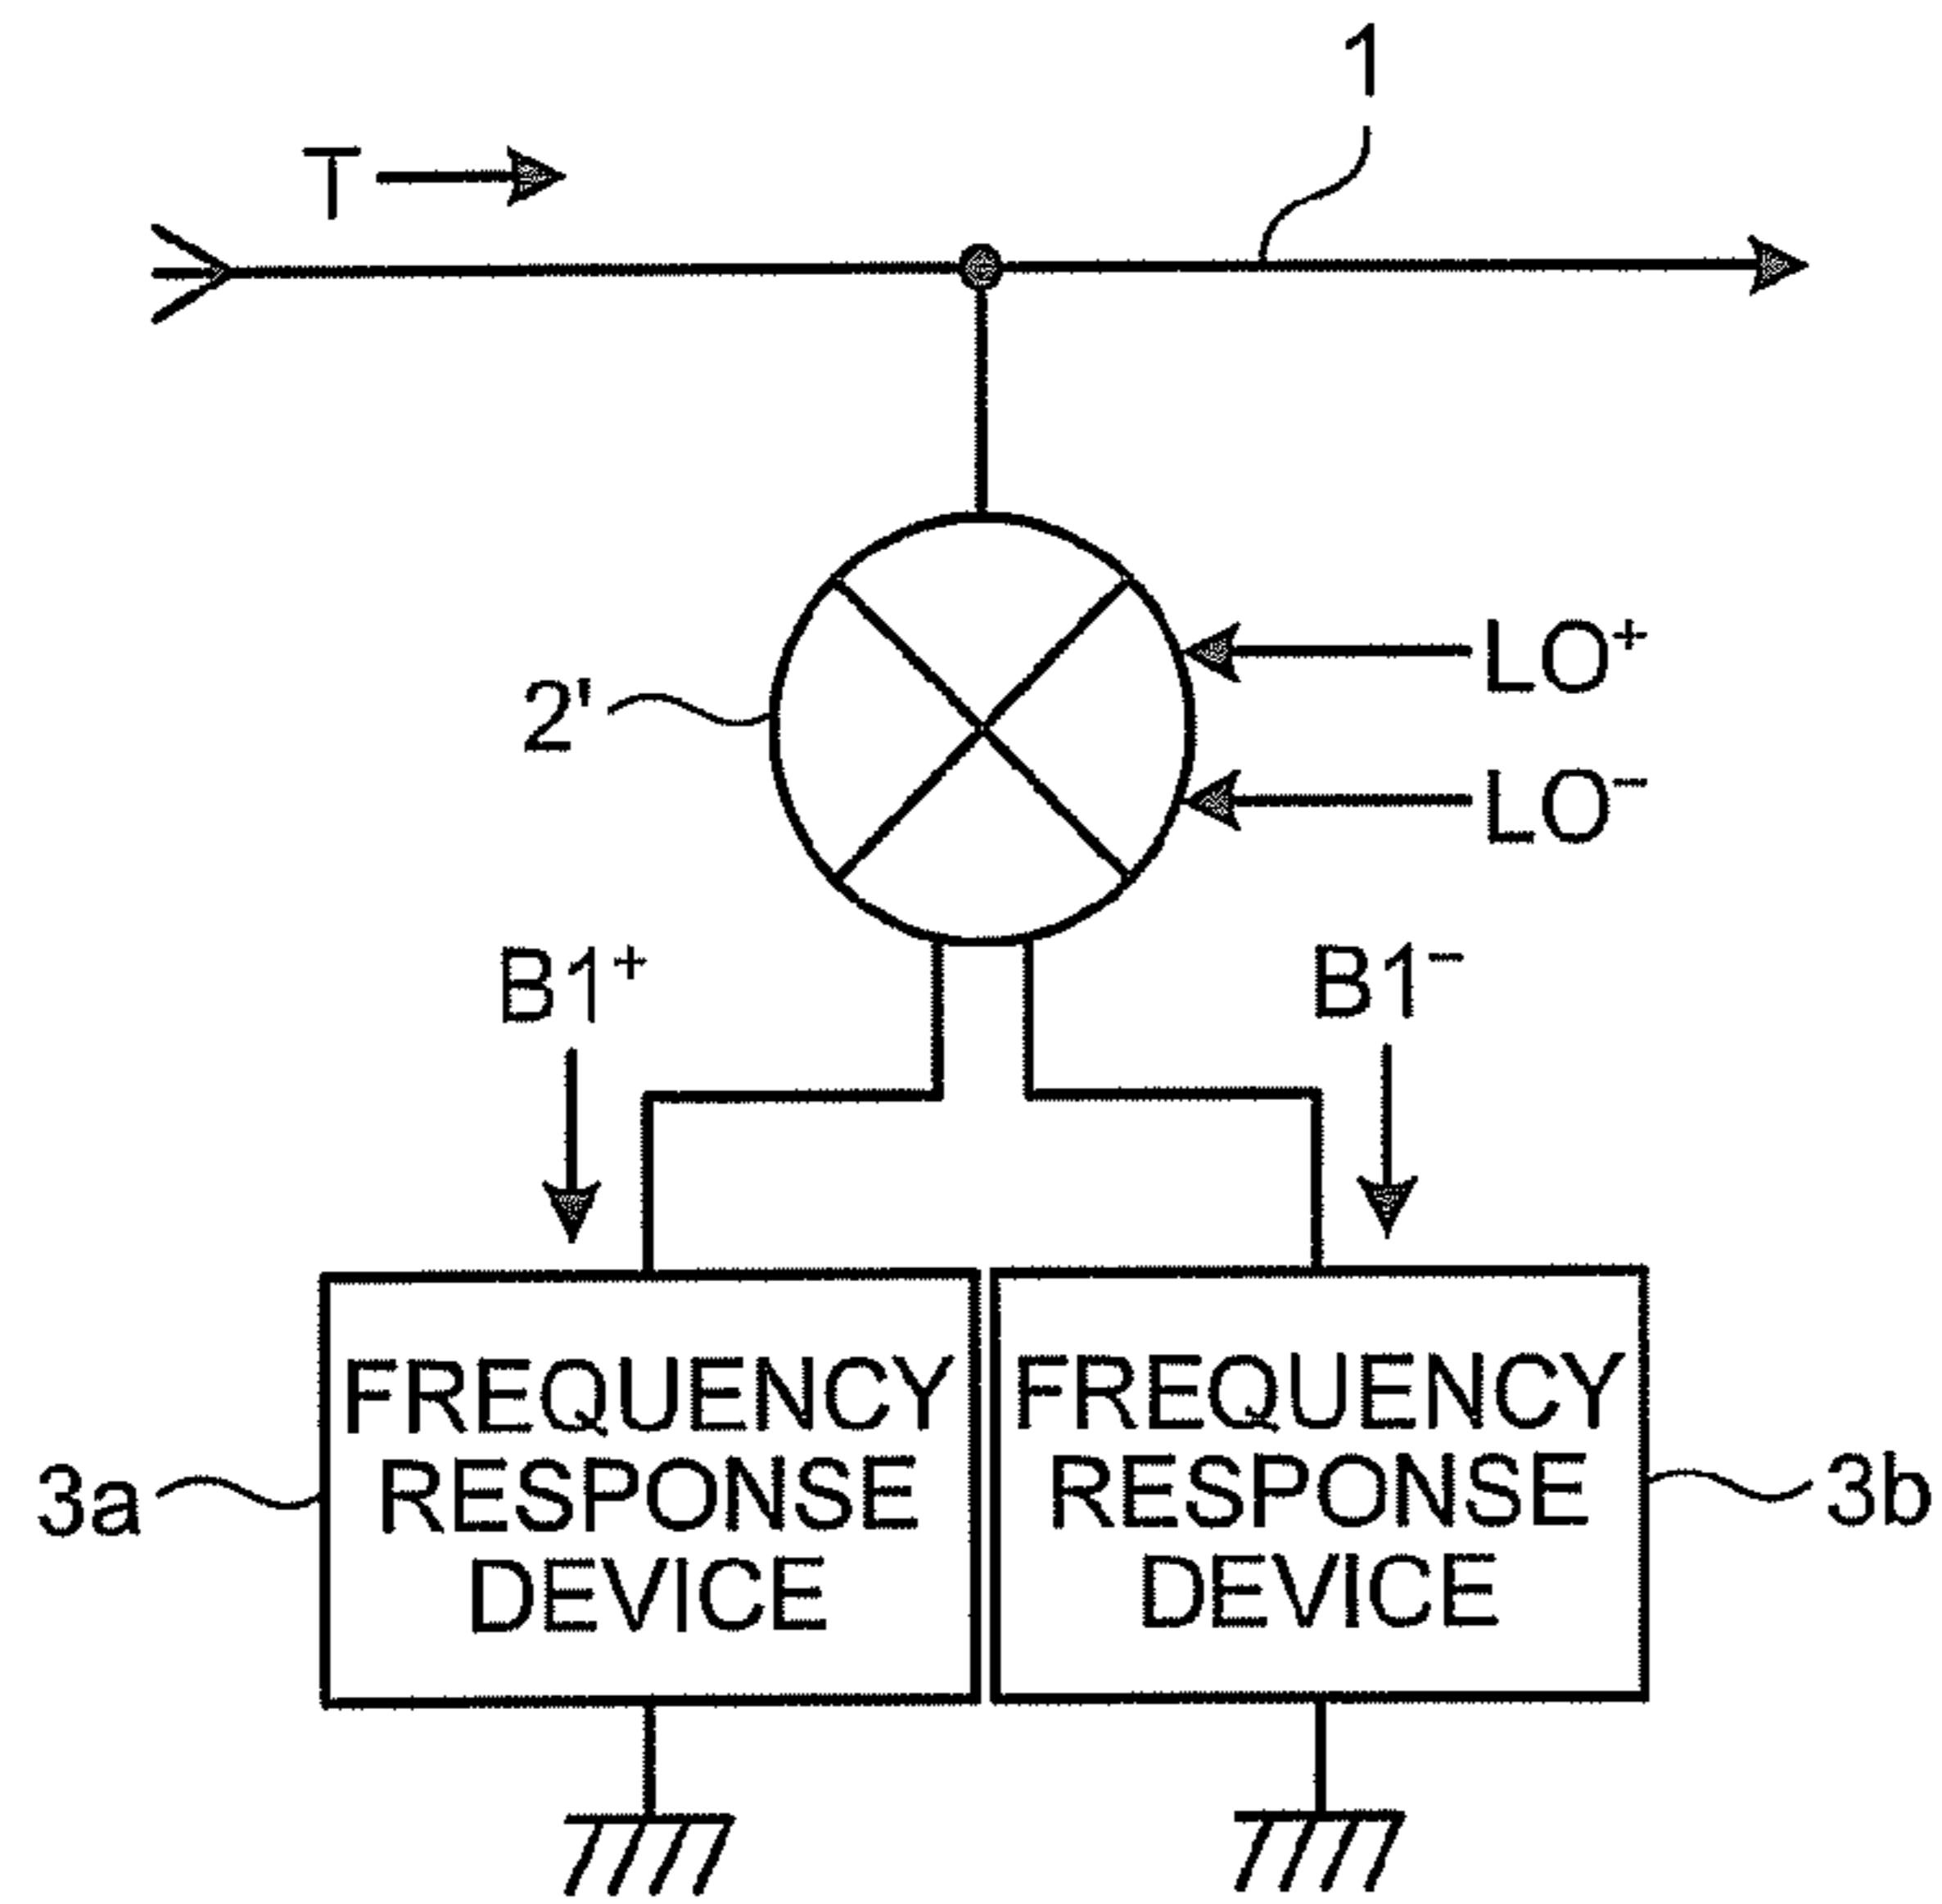 1
T
LO⁺
2'
LO⁻
B1⁺
B1⁻
FREQUENCY
RESPONSE
DEVICE
FREQUENCY
RESPONSE
DEVICE
3a
3b